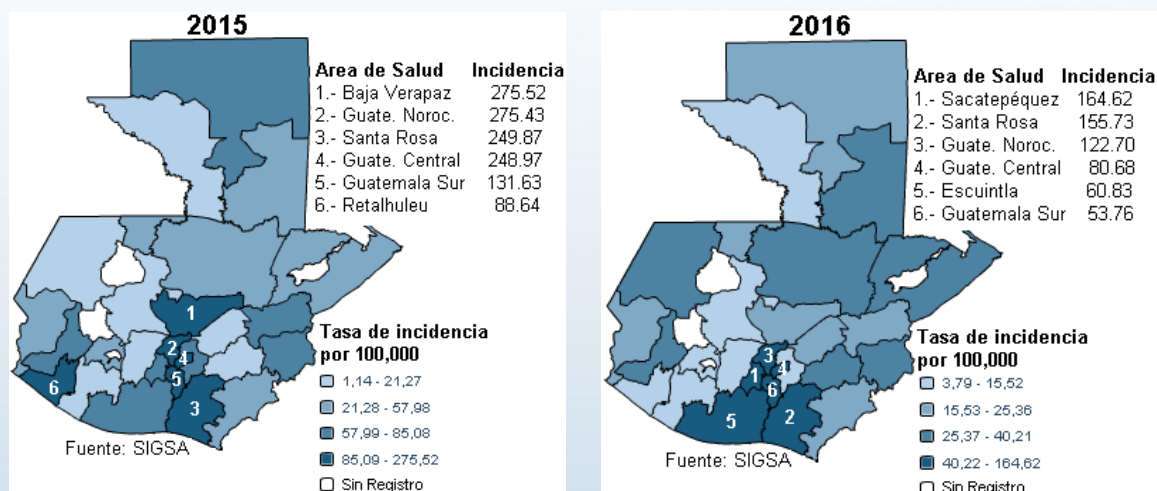 2015
Area de Salud Incidencia
1.- Baja Verapaz 275.52
2.- Guate. Noroc. 275.43
3.- Santa Rosa 249.87
4.- Guate. Central 248.97
5.- Guatemala Sur 131.63
6.- Retalhuleu 88.64
1
2
4
5
6
3
Tasa de incidencia
por 100,000
1,14 - 21,27
21,28 - 57,98
57,99 - 85,08
85,09 - 275,52
Sin Registro
Fuente: SIGSA
2016
Area de Salud Incidencia
1.- Sacatepéquez 164.62
2.- Santa Rosa 155.73
3.- Guate. Noroc. 122.70
4.- Guate. Central 80.68
5.- Escuintla 60.83
6.- Guatemala Sur 53.76
3
1
4
6
5
2
Tasa de incidencia
por 100,000
3,79 - 15,52
15,53 - 25,36
25,37 - 40,21
40,22 - 164,62
Sin Registro
Fuente: SIGSA